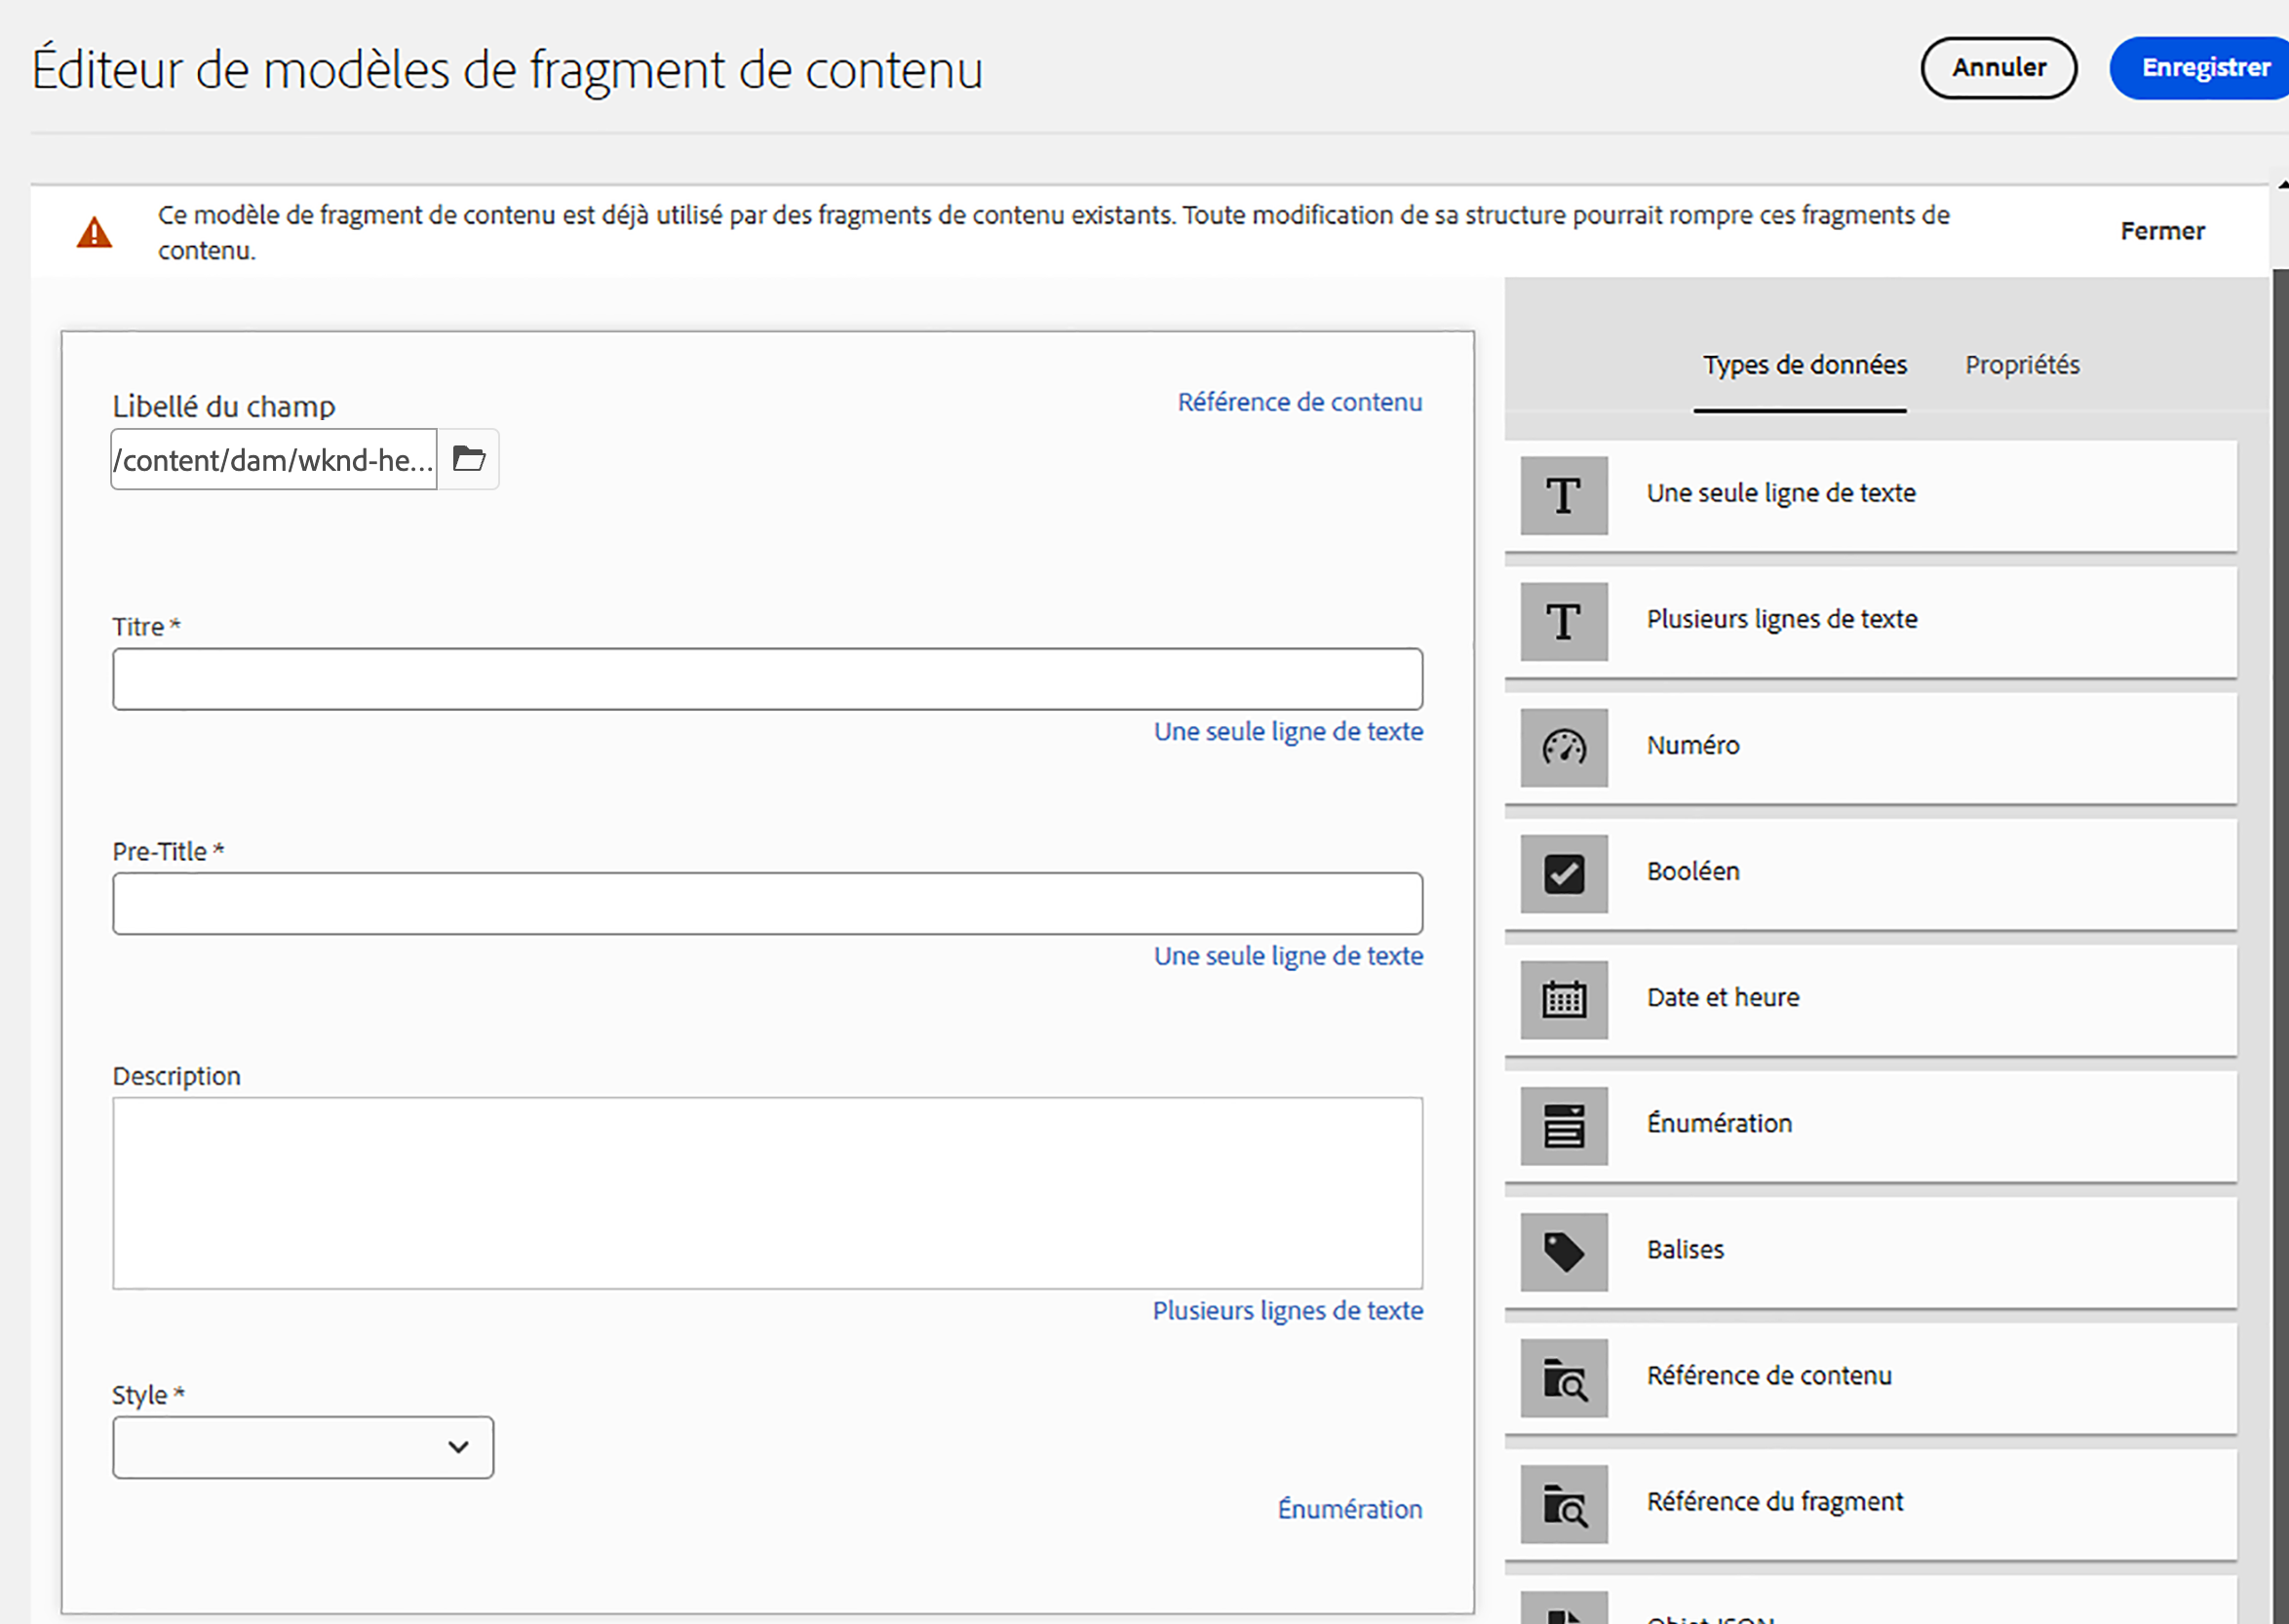 Éditeur de modèles de fragment de contenu
Annuler
Enregistrer
Ce modèle de fragment de contenu est déjà utilisé par des fragments de contenu existants. Toute modification de sa structure pourrait rompre ces fragments de
contenu.
Fermer
Libellé du champ
Référence de contenu
/content/dam/wknd-he...
Titre *
Une seule ligne de texte
Pre-Title *
Une seule ligne de texte
Description
Plusieurs lignes de texte
Style *
Énumération
Types de données
Propriétés
Une seule ligne de texte
Plusieurs lignes de texte
Numéro
Booléen
Date et heure
Énumération
Balises
Référence de contenu
Référence du fragment
Objet JSON